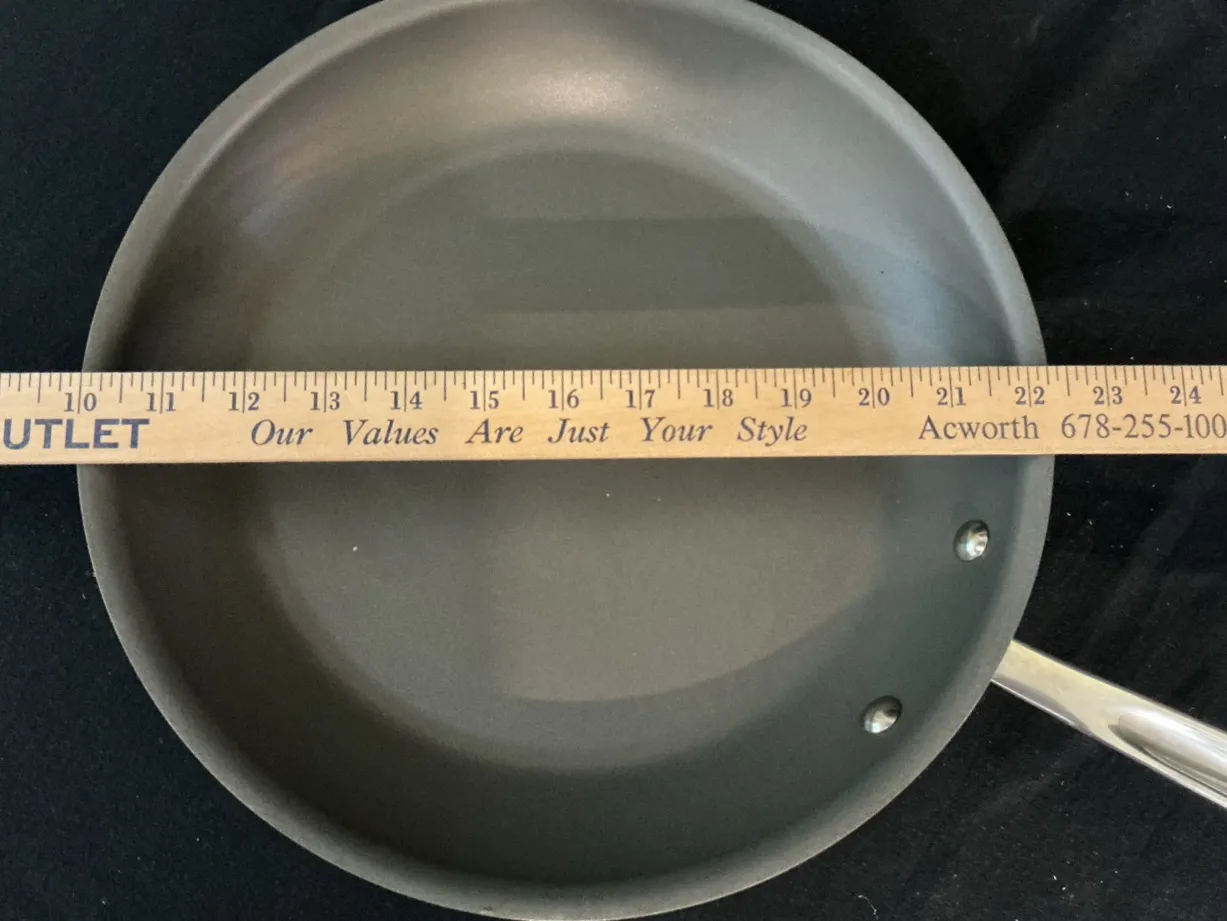 10 11 12 13 14 15 16 17 18 19 20 21 22 23 24
UTLET Our Values Are Just Your Style Acworth 678-255-100